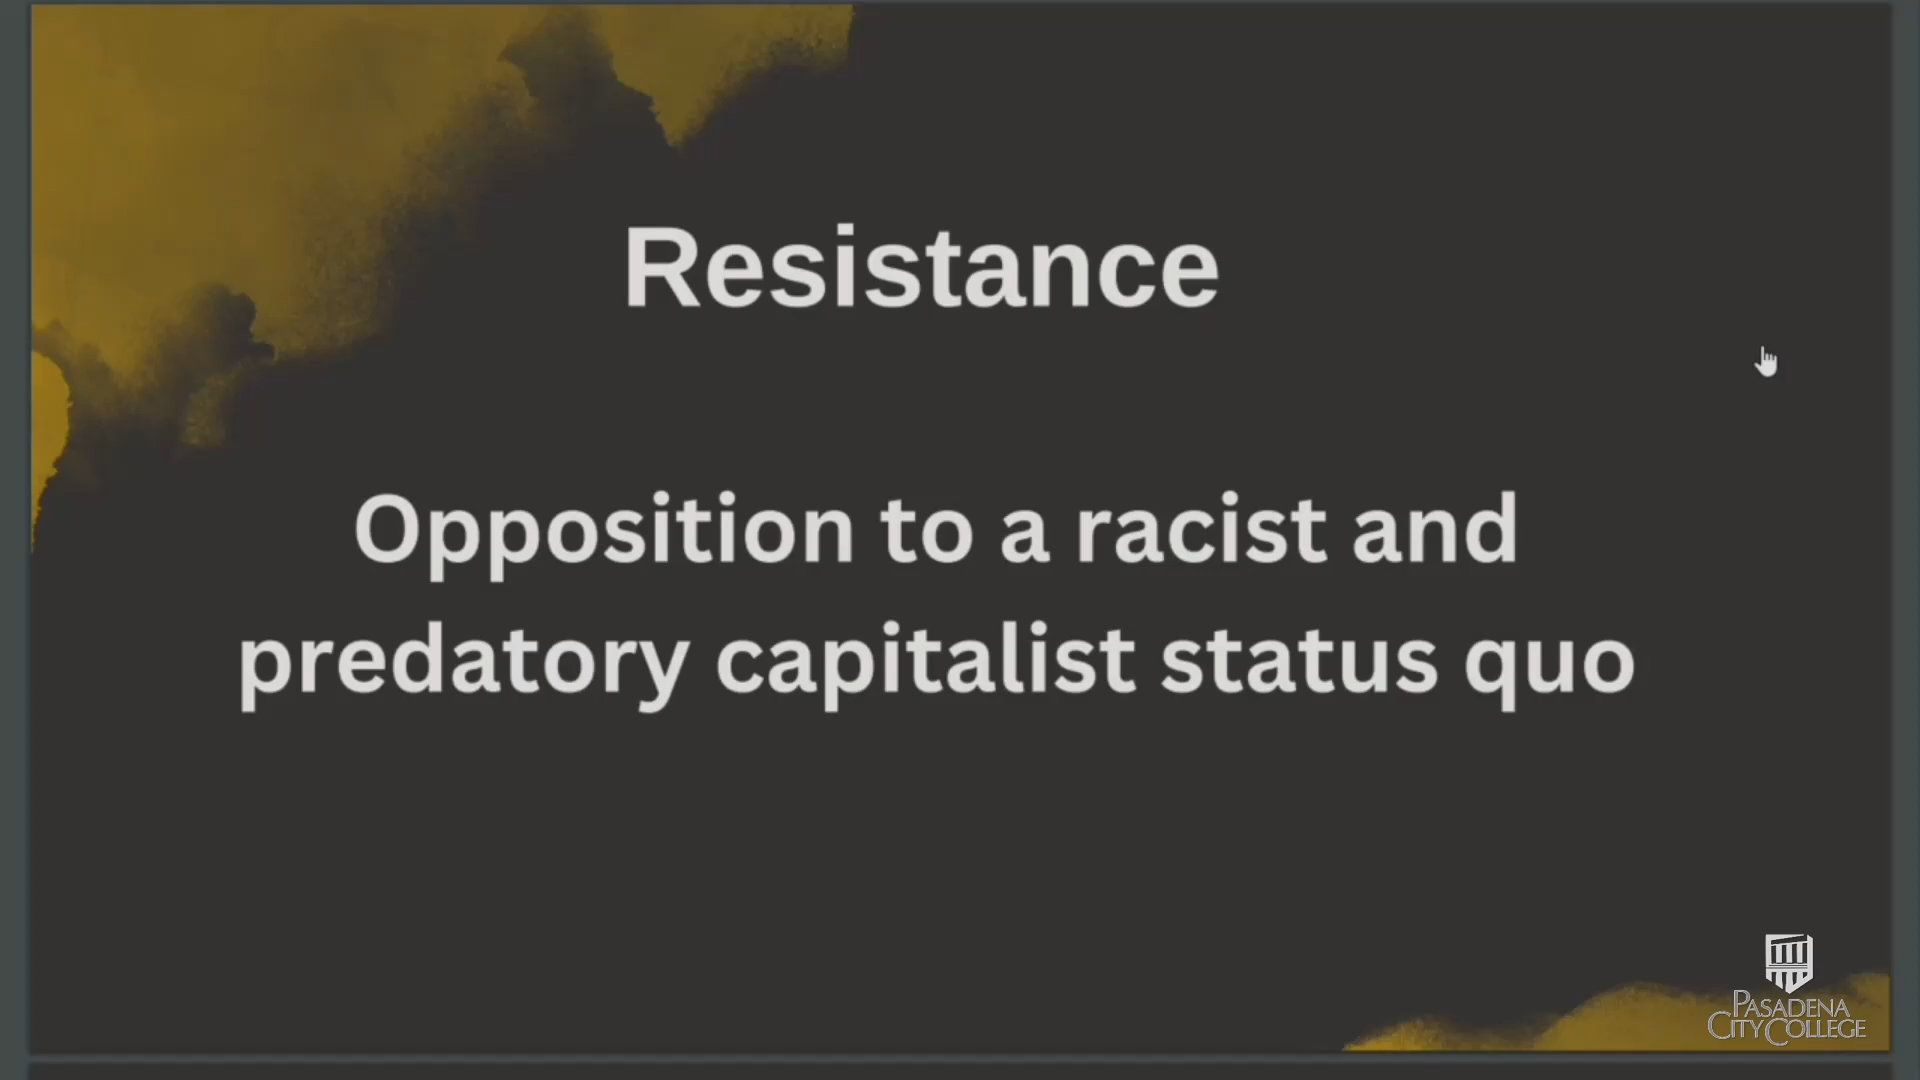 Resistance
Opposition to a racist and
predatory capitalist status quo
PASADENA
CITY COLLEGE